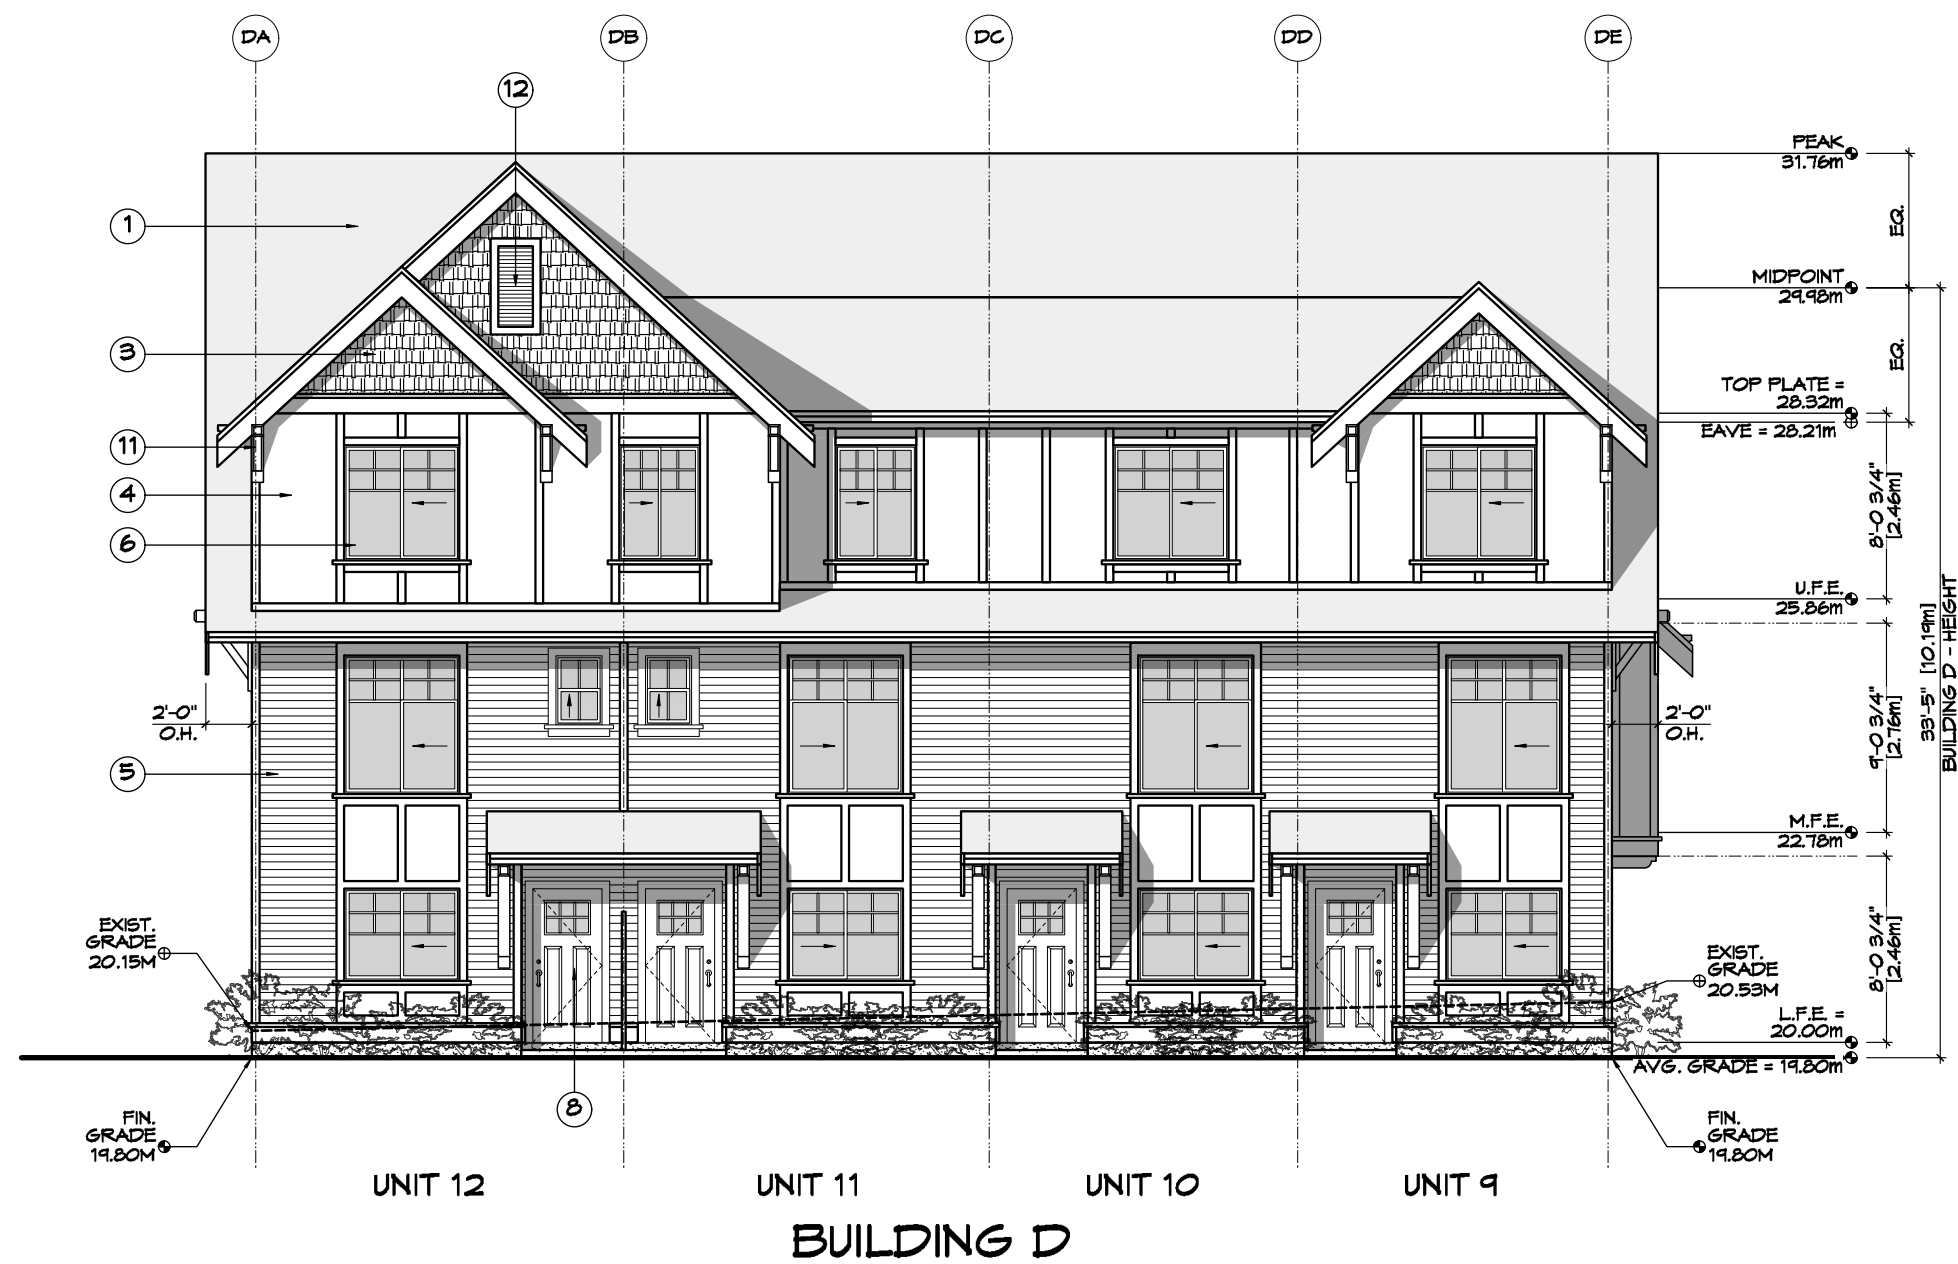 DA
DB
DC
DD
DE
12
PEAK
31.76m
1
EQ.
MIDPOINT
29.98m
3
EQ.
TOP PLATE =
28.32m
EAVE = 28.21m
11
4
8'-0 3/4"
[2.46m]
6
U.F.E.
25.86m
2'-0"
O.H.
2'-0"
O.H.
9'-0 3/4"
[2.76m]
33'-5" [10.19m]
BUILDING D - HEIGHT
5
M.F.E.
22.78m
EXIST.
GRADE
20.15M
EXIST.
GRADE
20.53M
8'-0 3/4"
[2.46m]
L.F.E. =
20.00m
AVG. GRADE = 19.80m
8
FIN.
GRADE
19.80M
FIN.
GRADE
19.80M
UNIT 12
UNIT 11
UNIT 10
UNIT 9
BUILDING D